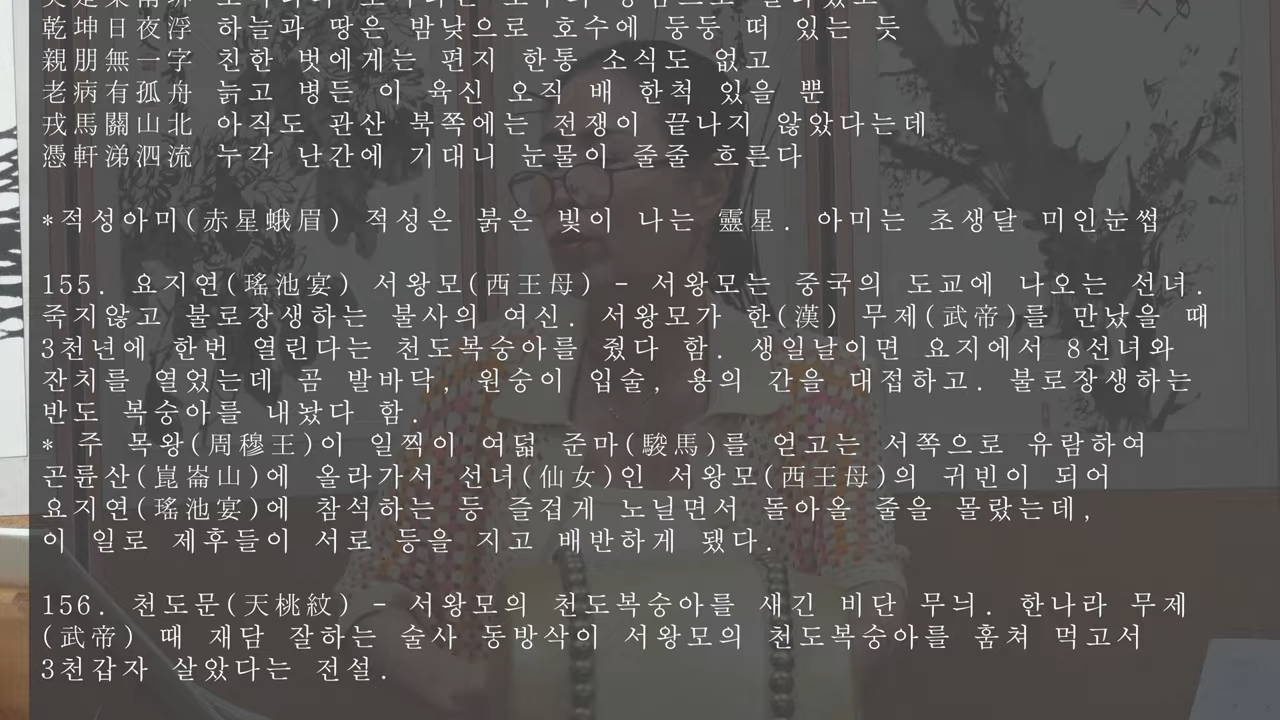 乾坤日夜浮 하늘과 땅은 밤낮으로 호수에 둥둥 떠 있는 듯
親朋無一字 친한 벗에게는 편지 한통 소식도 없고
老病有孤舟 늙고 병든 이 육신 오직 배 한척 있을 뿐
戎馬關山北 아직도 관산 북쪽에는 전쟁이 끝나지 않았다는데
憑軒涕泗流 누각 난간에 기대니 눈물이 줄줄 흐른다
*적성아미(赤星蛾眉) 적성은 붉은 빛이 나는 靈星. 아미는 초생달 미인눈썹
155. 요지연(瑤池宴) 서왕모(西王母) - 서왕모는 중국의 도교에 나오는 선녀.
죽지않고 불로장생하는 불사의 여신. 서왕모가 한(漢) 무제(武帝)를 만났을 때
3천년에 한번 열린다는 천도복숭아를 줬다 함. 생일날이면 요지에서 8선녀와
잔치를 열었는데 곰 발바닥, 원숭이 입술, 용의 간을 대접하고. 불로장생하는
반도 복숭아를 내놨다 함.
* 주 목왕(周穆王)이 일찍이 여덟 준마(駿馬)를 얻고는 서쪽으로 유람하여
곤륜산(崑崙山)에 올라가서 선녀(仙女)인 서왕모(西王母)의 귀빈이 되어
요지연(瑤池宴)에 참석하는 등 즐겁게 노닐면서 돌아올 줄을 몰랐는데,
이 일로 제후들이 서로 등을 지고 배반하게 됐다.
156. 천도문(天桃紋) - 서왕모의 천도복숭아를 새긴 비단 무늬. 한나라 무제
(武帝) 때 재담 잘하는 술사 동방삭이 서왕모의 천도복숭아를 훔쳐 먹고서
3천갑자 살았다는 전설.